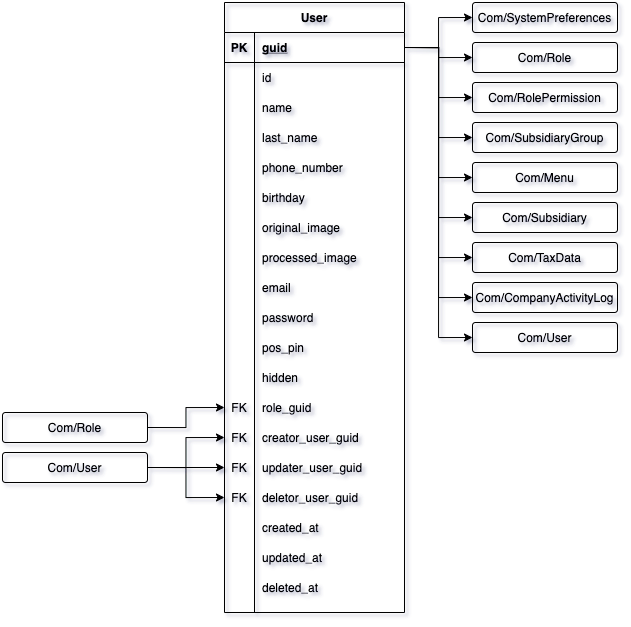 User
PK guid
id
name
last_name
phone_number
birthday
original_image
processed_image
email
password
pos_pin
hidden
FK role_guid
FK creator_user_guid
FK updater_user_guid
FK deletor_user_guid
created_at
updated_at
deleted_at
Com/Role
Com/User
Com/SystemPreferences
Com/Role
Com/RolePermission
Com/SubsidiaryGroup
Com/Menu
Com/Subsidiary
Com/TaxData
Com/CompanyActivityLog
Com/User